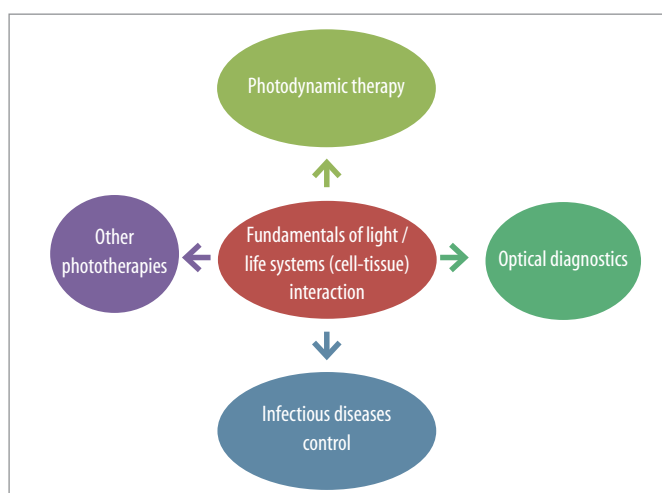 Photodynamic therapy
Other
phototherapies
Fundamentals of light /
life systems (cell-tissue)
interaction
Optical diagnostics
Infectious diseases
control